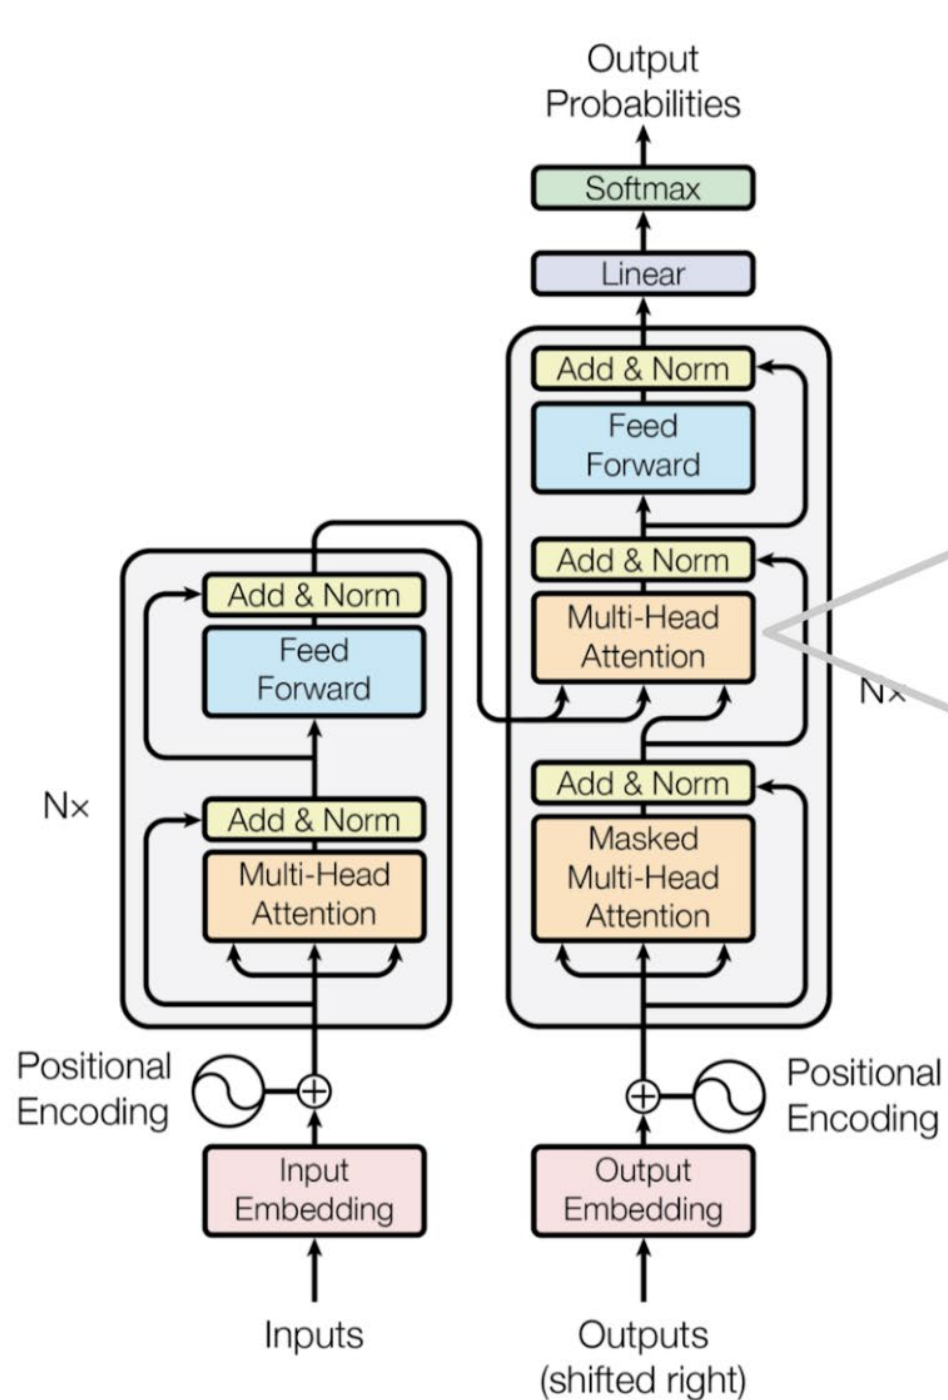 Output
Probabilities
Softmax
Linear
Add & Norm
Feed
Forward
Add & Norm
Multi-Head
Attention
Nx
Add & Norm
Masked
Multi-Head
Attention
Add & Norm
Feed
Forward
Nx
Add & Norm
Multi-Head
Attention
Positional
Encoding
Positional
Encoding
Input
Embedding
Output
Embedding
Inputs
Outputs
(shifted right)